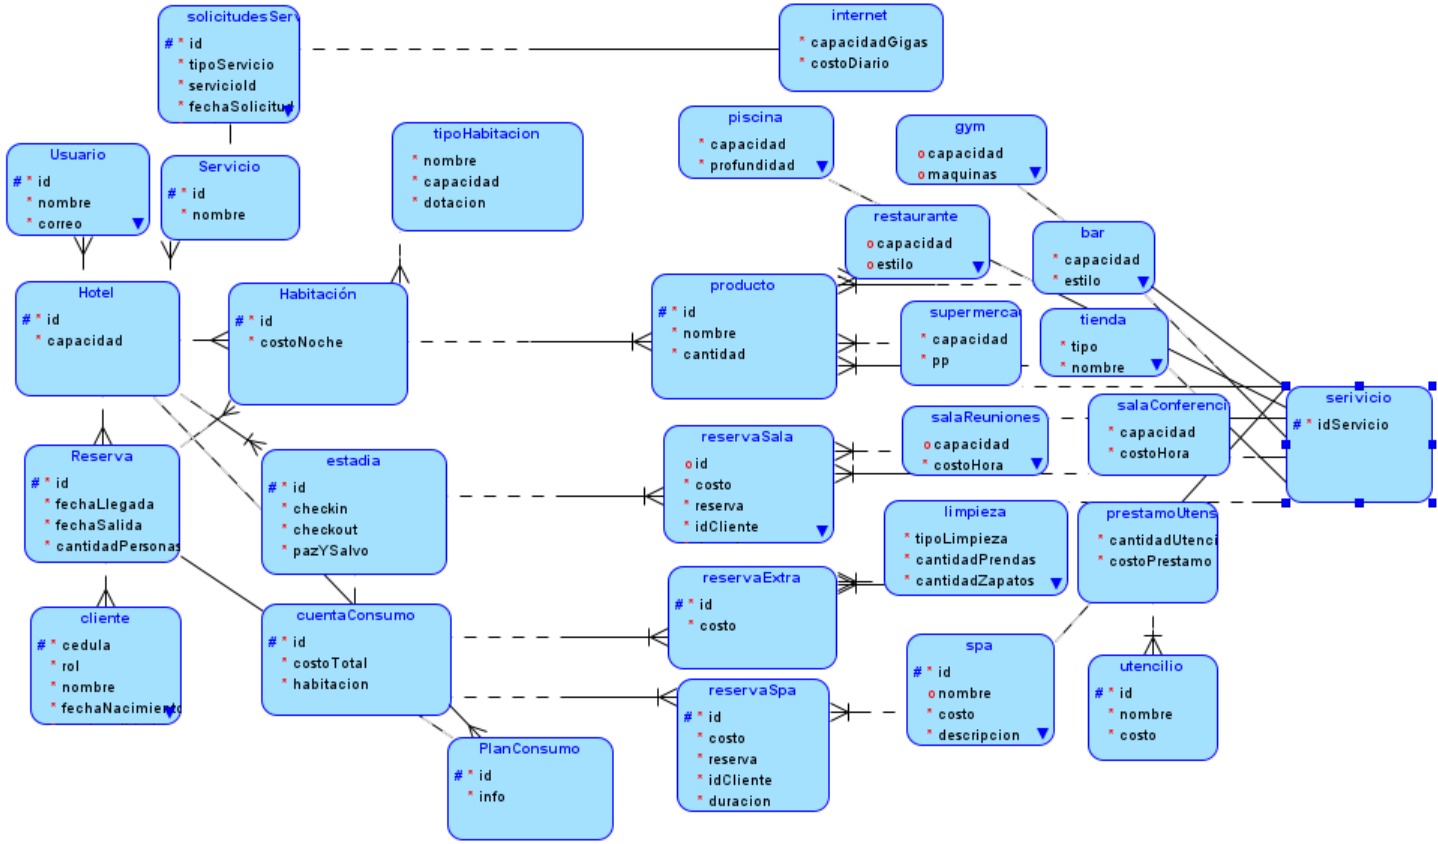 solicitudesServ
# * id
* tipoServicio
* servicioId
* fechaSolicitud
internet
* capacidadGigas
* costoDiario
Usuario
# * id
* nombre
* correo
Servicio
# * id
* nombre
tipoHabitacion
* nombre
* capacidad
* dotacion
piscina
* capacidad
* profundidad
gym
o capacidad
o maquinas
restaurante
o capacidad
o estilo
bar
* capacidad
* estilo
Hotel
# * id
* capacidad
Habitación
# * id
* costoNoche
producto
# * id
* nombre
* cantidad
supermerca
* capacidad
* pp
tienda
* tipo
* nombre
serivicio
# * idServicio
Reserva
# * id
* fechaLlegada
* fechaSalida
* cantidadPersonas
estadia
# * id
* checkin
* checkout
* pazYSalvo
reservaSala
o id
* costo
* reserva
* idCliente
salaReuniones
o capacidad
* costoHora
salaConferenci
* capacidad
* costoHora
limpieza
* tipoLimpieza
* cantidadPrendas
* cantidadZapatos
prestamoUtens
* cantidadUtenci
* costoPrestamo
cliente
# * cedula
* rol
* nombre
* fechaNacimiento
cuentaConsumo
# * id
* costoTotal
* habitacion
reservaExtra
# * id
* costo
reservaSpa
# * id
* costo
* reserva
* idCliente
* duracion
spa
# * id
o nombre
* costo
* descripcion
utencilio
# * id
* nombre
* costo
PlanConsumo
# * id
* info